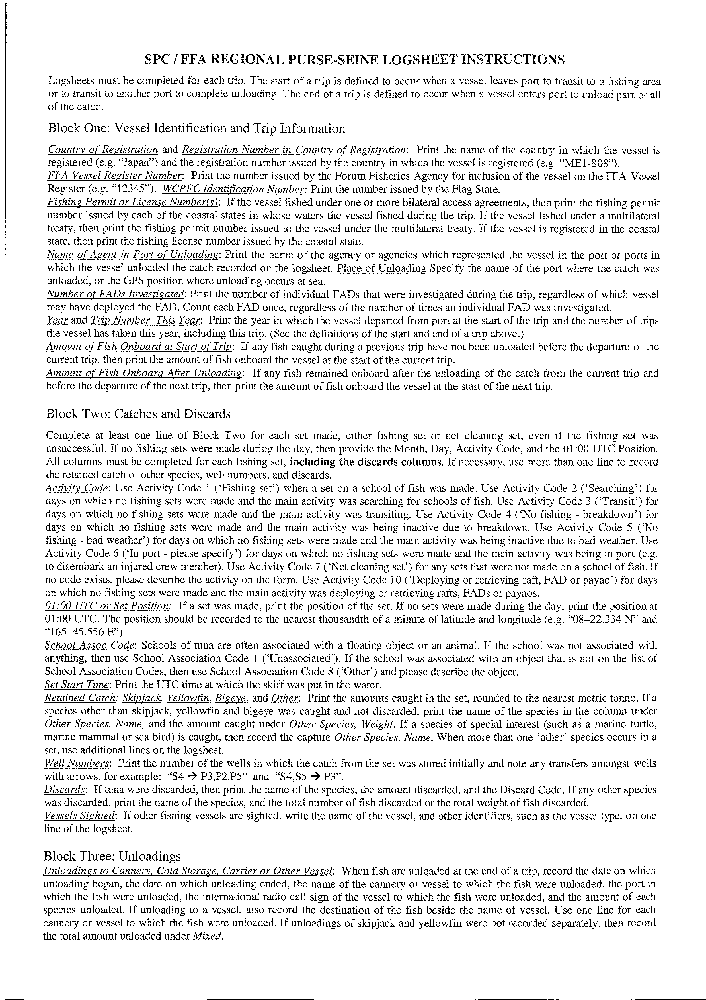 SPC / FFA REGIONAL PURSE-SEINE LOGSHEET INSTRUCTIONS
Logsheets must be completed for each trip. The start of a trip is defined to occur when a vessel leaves port to transit to a fishing area
or to transit to another port to complete unloading. The end of a trip is defined to occur when a vessel enters port to unload part or all
of the catch.
Block One: Vessel Identification and Trip Information
Country of Registration and Registration Number in Country of Registration: Print the name of the country in which the vessel is
registered (e.g. “Japan”) and the registration number issued by the country in which the vessel is registered (e.g. “ME1-808”).
FFA Vessel Register Number: Print the number issued by the Forum Fisheries Agency for inclusion of the vessel on the FFA Vessel
Register (e.g. “12345”). WCPFC Identification Number: Print the number issued by the Flag State.
Fishing Permit or License Number(s): If the vessel fished under one or more bilateral access agreements, then print the fishing permit
number issued by each of the coastal states in whose waters the vessel fished during the trip. If the vessel fished under a multilateral
treaty, then print the fishing permit number issued to the vessel under the multilateral treaty. If the vessel is registered in the coastal
state, then print the fishing license number issued by the coastal state.
Name of Agent in Port of Unloading: Print the name of the agency or agencies which represented the vessel in the port or ports in
which the vessel unloaded the catch recorded on the logsheet. Place of Unloading Specify the name of the port where the catch was
unloaded, or the GPS position where unloading occurs at sea.
Number of FADs Investigated: Print the number of individual FADs that were investigated during the trip, regardless of which vessel
may have deployed the FAD. Count each FAD once, regardless of the number of times an individual FAD was investigated.
Year and Trip Number This Year: Print the year in which the vessel departed from port at the start of the trip and the number of trips
the vessel has taken this year, including this trip. (See the definitions of the start and end of a trip above.)
Amount of Fish Onboard at Start of Trip: If any fish caught during a previous trip have not been unloaded before the departure of the
current trip, then print the amount of fish onboard the vessel at the start of the current trip.
Amount of Fish Onboard After Unloading: If any fish remained onboard after the unloading of the catch from the current trip and
before the departure of the next trip, then print the amount of fish onboard the vessel at the start of the next trip.
Block Two: Catches and Discards
Complete at least one line of Block Two for each set made, either fishing set or net cleaning set, even if the fishing set was
unsuccessful. If no fishing sets were made during the day, then provide the Month, Day, Activity Code, and the 01:00 UTC Position.
All columns must be completed for each fishing set, including the discards columns. If necessary, use more than one line to record
the retained catch of other species, well numbers, and discards.
Activity Code: Use Activity Code 1 (‘Fishing set’) when a set on a school of fish was made. Use Activity Code 2 (‘Searching’) for
days on which no fishing sets were made and the main activity was searching for schools of fish. Use Activity Code 3 (‘Transit’) for
days on which no fishing sets were made and the main activity was transiting. Use Activity Code 4 (‘No fishing - breakdown’) for
days on which no fishing sets were made and the main activity was being inactive due to breakdown. Use Activity Code 5 (‘No
fishing - bad weather’) for days on which no fishing sets were made and the main activity was being inactive due to bad weather. Use
Activity Code 6 (‘In port - please specify’) for days on which no fishing sets were made and the main activity was being in port (e.g.
to disembark an injured crew member). Use Activity Code 7 (‘Net cleaning set’) for any sets that were not made on a school of fish. If
no code exists, please describe the activity on the form. Use Activity Code 10 (‘Deploying or retrieving raft, FAD or payao’) for days
on which no fishing sets were made and the main activity was deploying or retrieving rafts, FADs or payaos.
01:00 UTC or Set Position: If a set was made, print the position of the set. If no sets were made during the day, print the position at
01:00 UTC. The position should be recorded to the nearest thousandth of a minute of latitude and longitude (e.g. “08–22.334 N” and
“165–45.556 E”).
School Assoc Code: Schools of tuna are often associated with a floating object or an animal. If the school was not associated with
anything, then use School Association Code 1 (‘Unassociated’). If the school was associated with an object that is not on the list of
School Association Codes, then use School Association Code 8 (‘Other’) and please describe the object.
Set Start Time: Print the UTC time at which the skiff was put in the water.
Retained Catch: Skipjack, Yellowfin, Bigeye, and Other: Print the amounts caught in the set, rounded to the nearest metric tonne. If a
species other than skipjack, yellowfin and bigeye was caught and not discarded, print the name of the species in the column under
Other Species, Name, and the amount caught under Other Species, Weight. If a species of special interest (such as a marine turtle,
marine mammal or sea bird) is caught, then record the capture Other Species, Name. When more than one ‘other’ species occurs in a
set, use additional lines on the logsheet.
Well Numbers: Print the number of the wells in which the catch from the set was stored initially and note any transfers amongst wells
with arrows, for example: “S4 → P3,P2,P5” and “S4,S5 → P3”.
Discards: If tuna were discarded, then print the name of the species, the amount discarded, and the Discard Code. If any other species
was discarded, print the name of the species, and the total number of fish discarded or the total weight of fish discarded.
Vessels Sighted: If other fishing vessels are sighted, write the name of the vessel, and other identifiers, such as the vessel type, on one
line of the logsheet.
Block Three: Unloadings
Unloadings to Cannery, Cold Storage, Carrier or Other Vessel: When fish are unloaded at the end of a trip, record the date on which
unloading began, the date on which unloading ended, the name of the cannery or vessel to which the fish were unloaded, the port in
which the fish were unloaded, the international radio call sign of the vessel to which the fish were unloaded, and the amount of each
species unloaded. If unloading to a vessel, also record the destination of the fish beside the name of vessel. Use one line for each
cannery or vessel to which the fish were unloaded. If unloadings of skipjack and yellowfin were not recorded separately, then record
the total amount unloaded under Mixed.